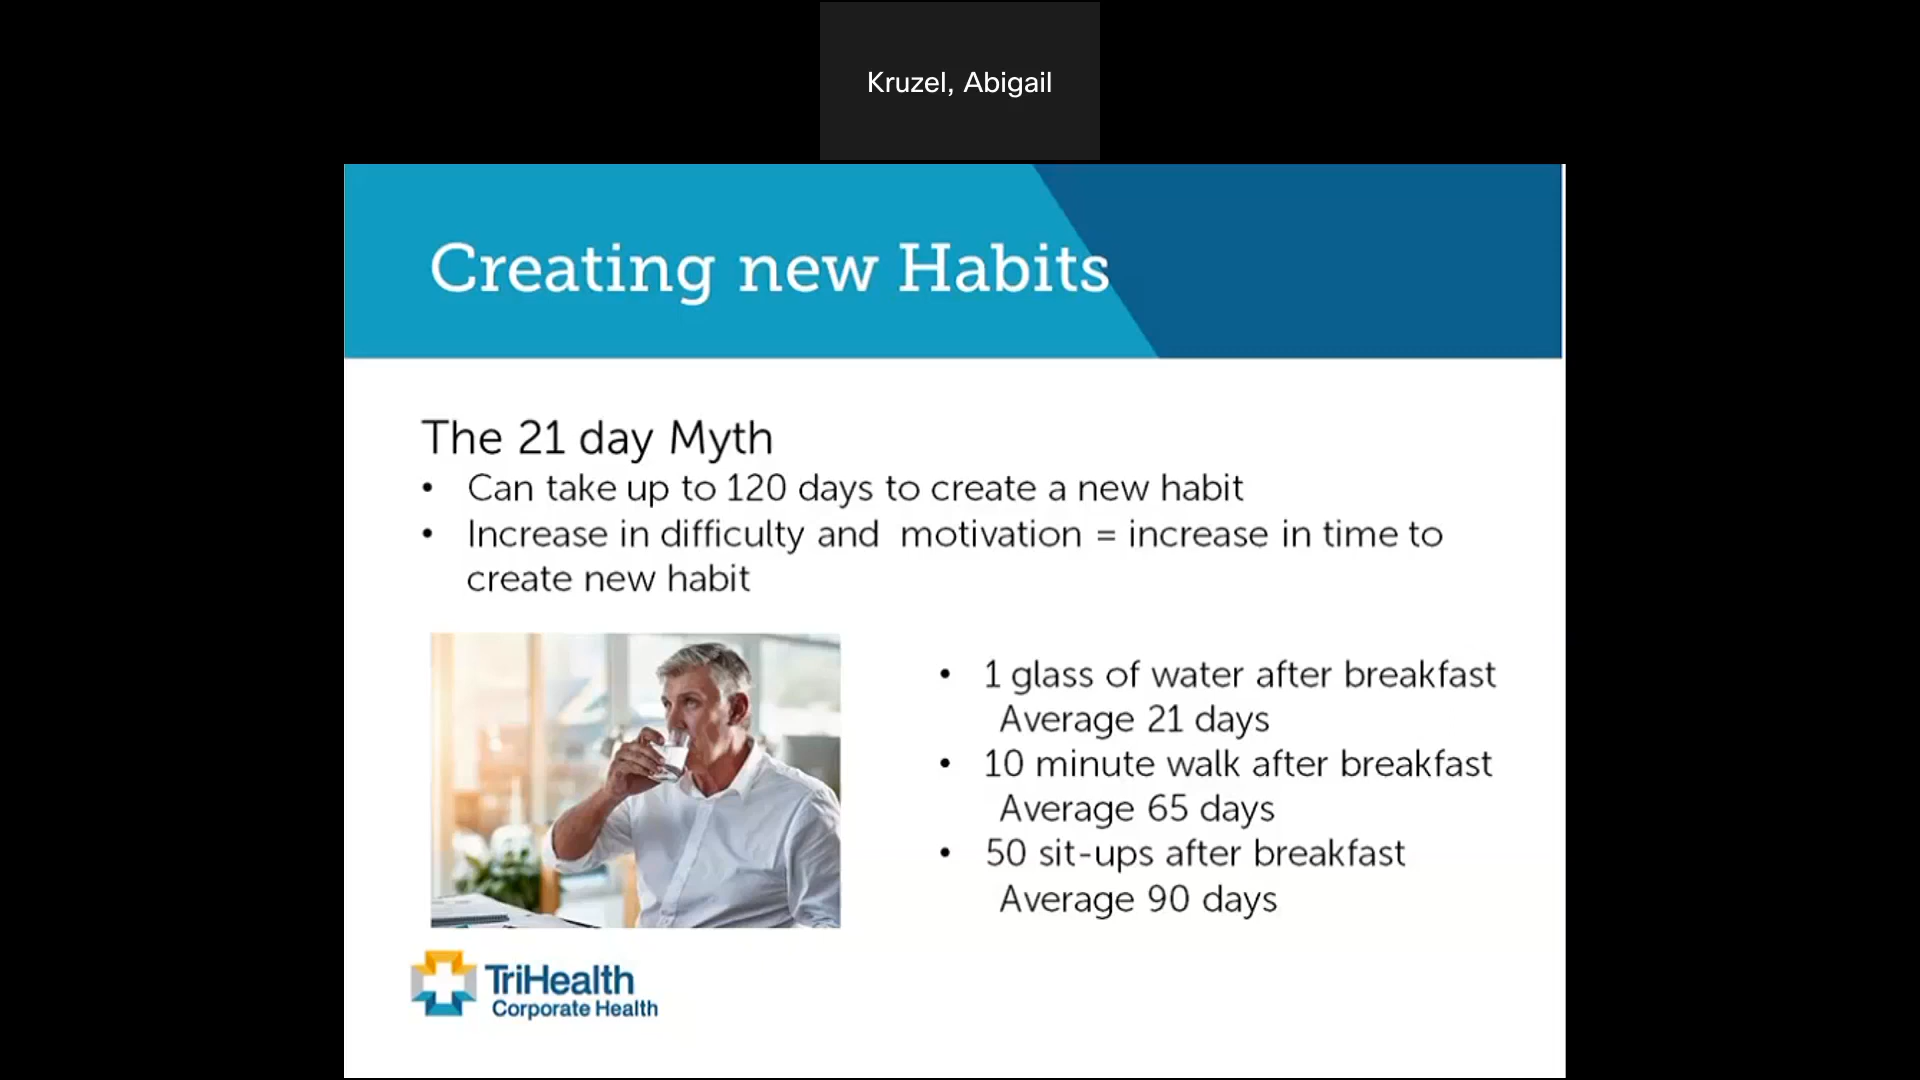 Kruzel, Abigail
Creating new Habits
The 21 day Myth
• Can take up to 120 days to create a new habit
• Increase in difficulty and motivation = increase in time to
create new habit
• 1 glass of water after breakfast
Average 21 days
• 10 minute walk after breakfast
Average 65 days
• 50 sit-ups after breakfast
Average 90 days
TriHealth
Corporate Health